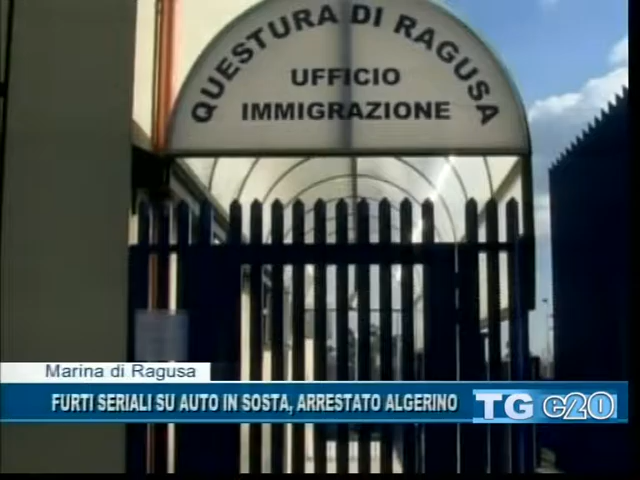 QUESTURA DI RAGUSA
UFFICIO
IMMIGRAZIONE
Marina di Ragusa
FURTI SERIALI SU AUTO IN SOSTA, ARRESTATO ALGERINO
TG e20